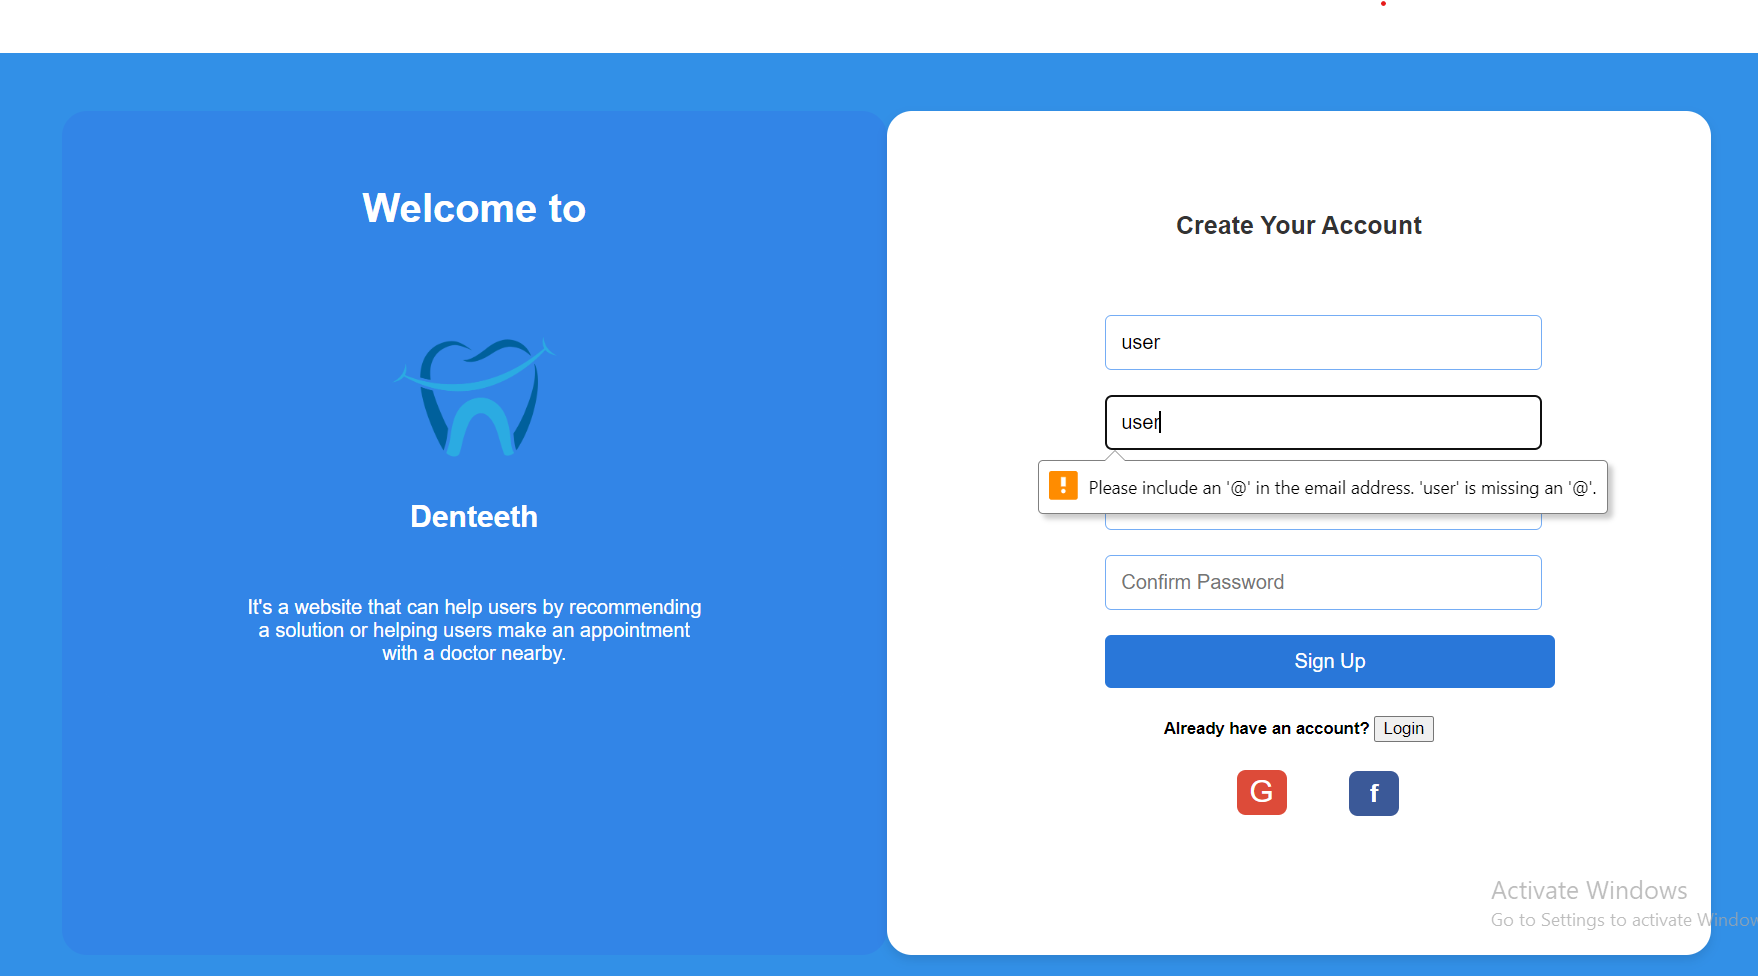 Welcome to
Denteeth
It's a website that can help users by recommending
a solution or helping users make an appointment
with a doctor nearby.
Create Your Account
user
user
Please include an '@' in the email address. 'user' is missing an '@'.
Confirm Password
Sign Up
Already have an account? Login
G f
Activate Windows
Go to Settings to activate Window